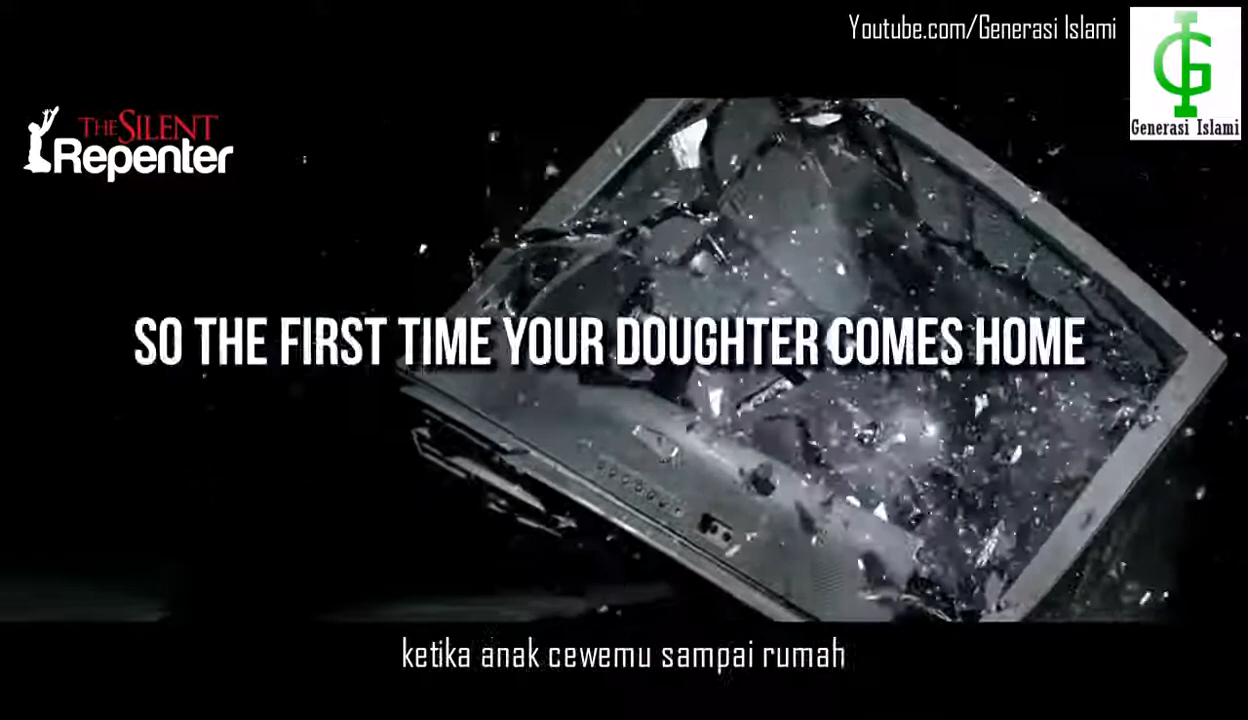 Youtube.com/Generasi Islami
Generasi Islami
THE SILENT
Repenter
SO THE FIRST TIME YOUR DOUGHTER COMES HOME
ketika anak cewemu sampai rumah